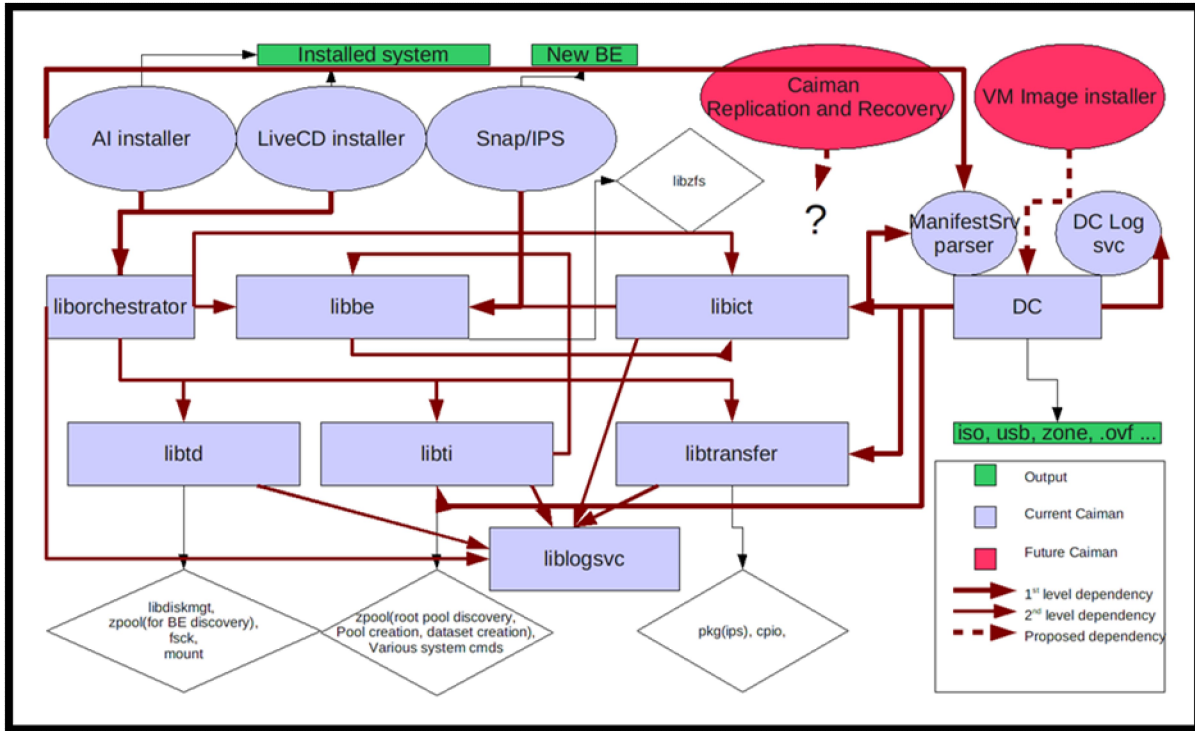 Installed system
New BE
Caiman
Replication and Recovery
VM Image installer
AI installer
LiveCD installer
Snap/IPS
libzfs
?
ManifestSrv
parser
DC Log
svc
liborchestrator
libbe
libict
DC
libtd
libti
libtransfer
iso, usb, zone, .ovf ...
liblogsvc
Output
Current Caiman
Future Caiman
1st level dependency
2nd level dependency
Proposed dependency
libdiskmgt,
zpool(for BE discovery),
fsck,
mount
zpool(root pool discovery,
Pool creation, dataset creation),
Various system cmds
pkg(ips), cpio,